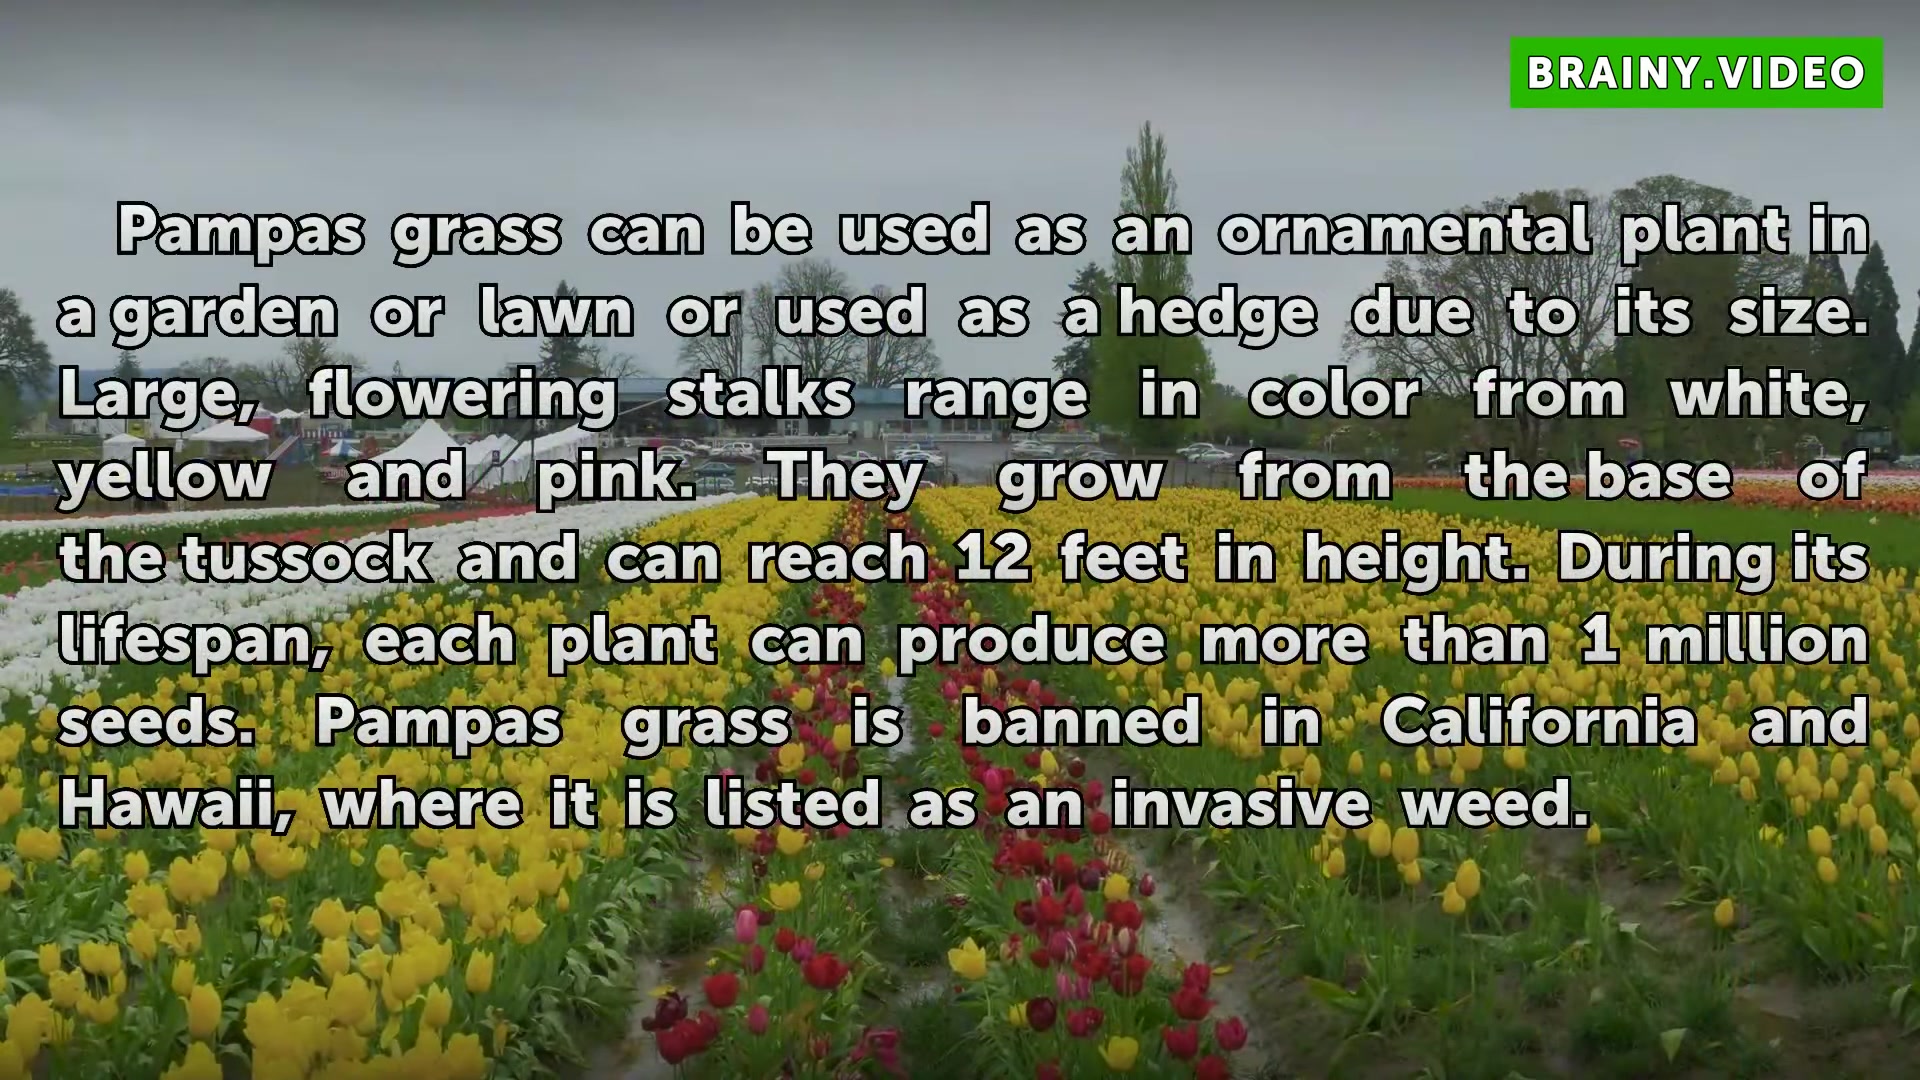 BRAINY.VIDEO
Pampas grass can be used as an ornamental plant in
a garden or lawn or used as a hedge due to its size.
Large, flowering stalks range in color from white,
yellow and pink. They grow from the base of
the tussock and can reach 12 feet in height. During its
lifespan, each plant can produce more than 1 million
seeds. Pampas grass is banned in California and
Hawaii, where it is listed as an invasive weed.